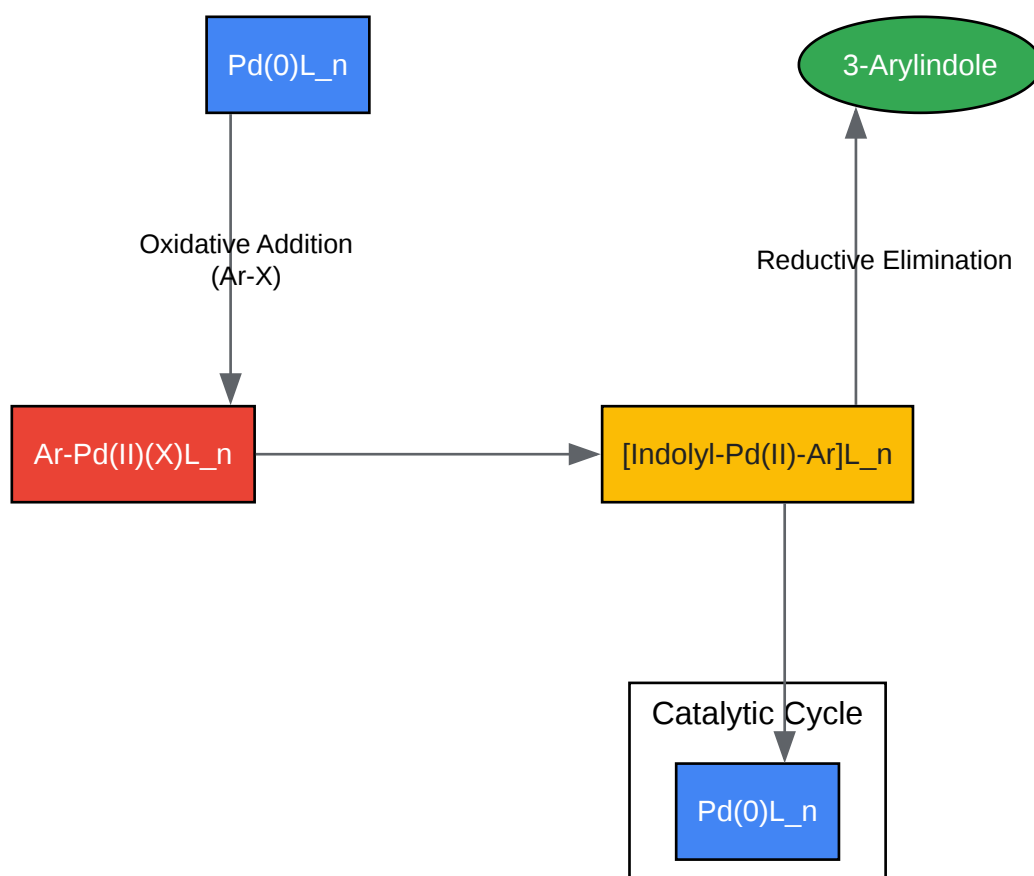 Pd(0)L_n
3-Arylindole
Oxidative Addition
(Ar-X)
Reductive Elimination
Ar-Pd(II)(X)L_n
[Indolyl-Pd(II)-Ar]L_n
Catalytic Cycle
Pd(0)L_n